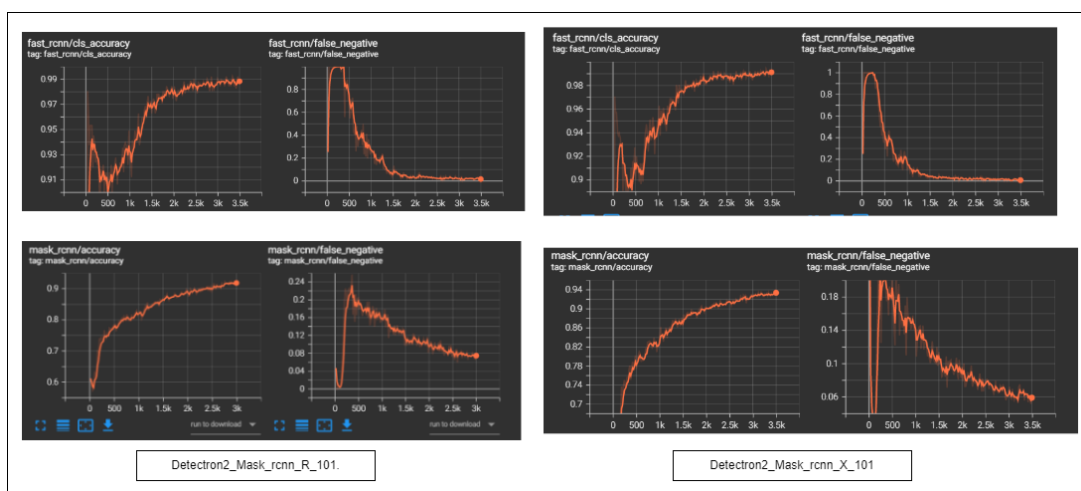 fast_rcnn/cls_accuracy
tag: fast_rcnn/cls_accuracy
0.99
0.97
0.95
0.93
0.91
0 500 1k 1.5k 2k 2.5k 3k 3.5k
fast_rcnn/false_negative
tag: fast_rcnn/false_negative
0.8
0.6
0.4
0.2
0
0 500 1k 1.5k 2k 2.5k 3k 3.5k
fast_rcnn/cls_accuracy
tag: fast_rcnn/cls_accuracy
0.98
0.96
0.94
0.92
0.9
0 500 1k 1.5k 2k 2.5k 3k 3.5k
fast_rcnn/false_negative
tag: fast_rcnn/false_negative
1
0.8
0.6
0.4
0.2
0
0 500 1k 1.5k 2k 2.5k 3k 3.5k
mask_rcnn/accuracy
tag: mask_rcnn/accuracy
0.9
0.8
0.7
0.6
0 500 1k 1.5k 2k 2.5k 3k
run to download
mask_rcnn/false_negative
tag: mask_rcnn/false_negative
0.24
0.2
0.16
0.12
0.08
0.04
0
0 500 1k 1.5k 2k 2.5k 3k
run to download
mask_rcnn/accuracy
tag: mask_rcnn/accuracy
0.94
0.9
0.86
0.82
0.78
0.74
0.7
0 500 1k 1.5k 2k 2.5k 3k 3.5k
mask_rcnn/false_negative
tag: mask_rcnn/false_negative
0.18
0.14
0.1
0.06
0 500 1k 1.5k 2k 2.5k 3k 3.5k
Detectron2_Mask_rcnn_R_101.
Detectron2_Mask_rcnn_X_101